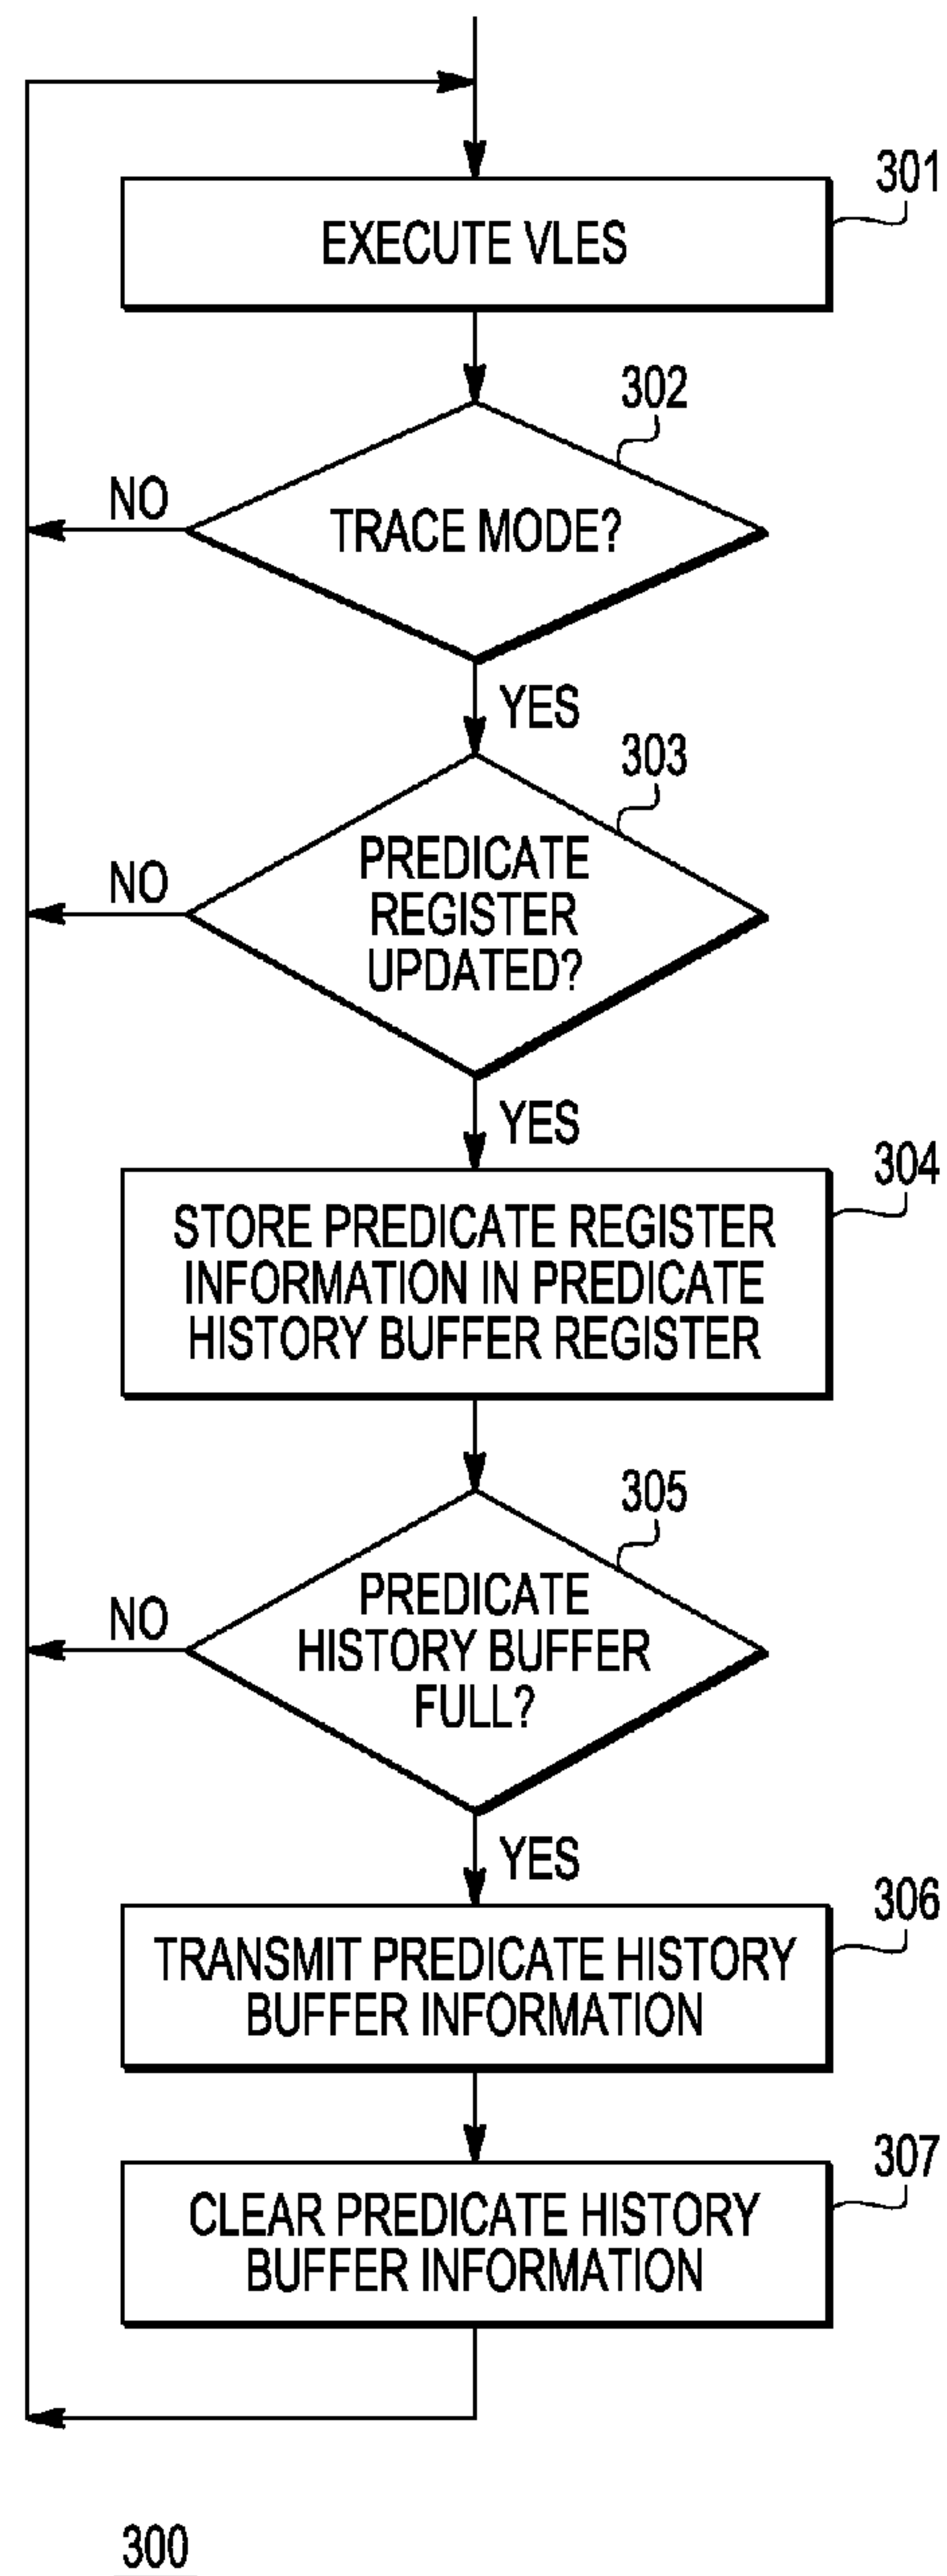 301
EXECUTE VLES
302
NO
TRACE MODE?
YES
303
NO
PREDICATE
REGISTER
UPDATED?
YES
304
STORE PREDICATE REGISTER
INFORMATION IN PREDICATE
HISTORY BUFFER REGISTER
305
NO
PREDICATE
HISTORY BUFFER
FULL?
YES
306
TRANSMIT PREDICATE HISTORY
BUFFER INFORMATION
307
CLEAR PREDICATE HISTORY
BUFFER INFORMATION
300